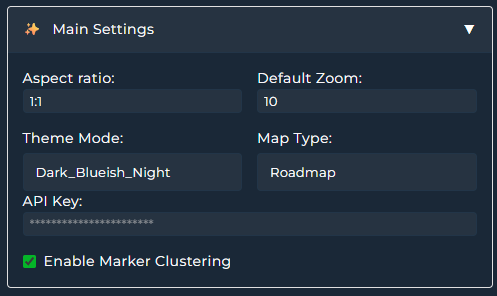 Main Settings
Aspect ratio:
1:1
Default Zoom:
10
Theme Mode:
Dark_Blueish_Night
Map Type:
Roadmap
API Key:
***********************
Enable Marker Clustering